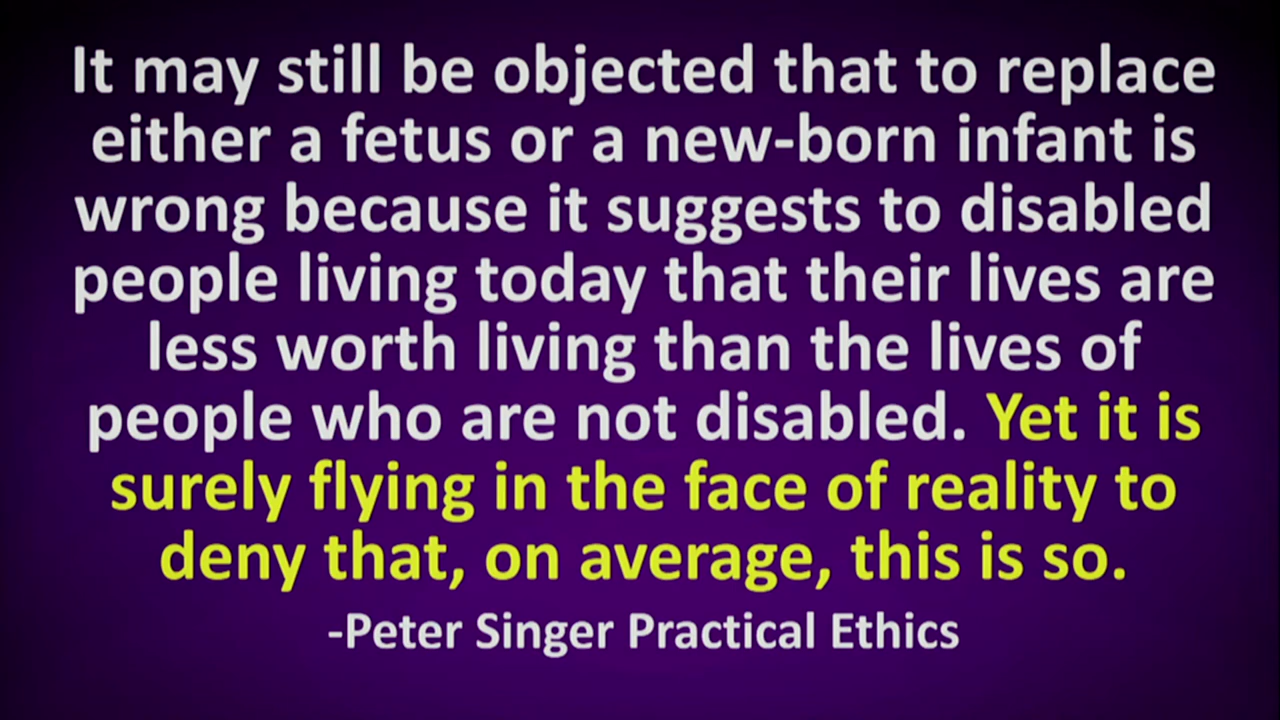 It may still be objected that to replace
either a fetus or a new-born infant is
wrong because it suggests to disabled
people living today that their lives are
less worth living than the lives of
people who are not disabled. Yet it is
surely flying in the face of reality to
deny that, on average, this is so.
-Peter Singer Practical Ethics